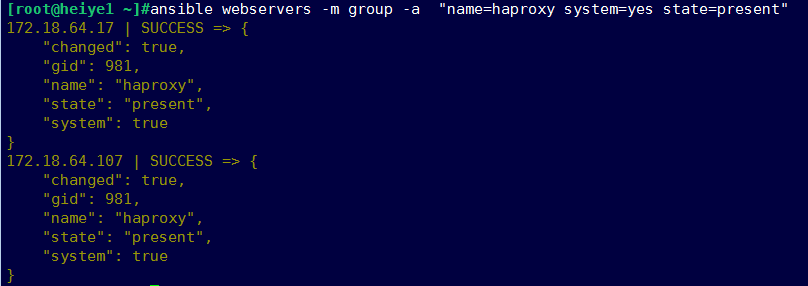 [root@heiye1 ~]#ansible webservers -m group -a  "name=haproxy system=yes state=present"
172.18.64.17 | SUCCESS => {
    "changed": true,
    "gid": 981,
    "name": "haproxy",
    "state": "present",
    "system": true
}
172.18.64.107 | SUCCESS => {
    "changed": true,
    "gid": 981,
    "name": "haproxy",
    "state": "present",
    "system": true
}